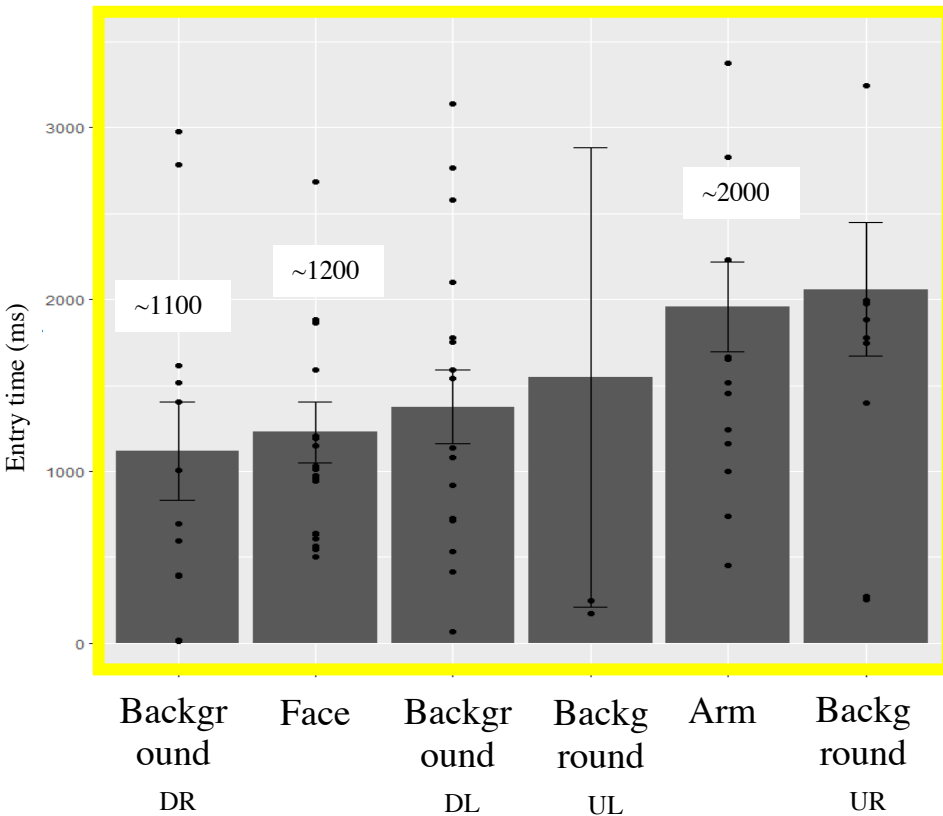 3000
~2000
~1200
2000
~1100
Entry time (ms)
1000
0
Backgr
ound
DR
Face
Backgr
ound
DL
Backg
round
UL
Arm
Backg
round
UR